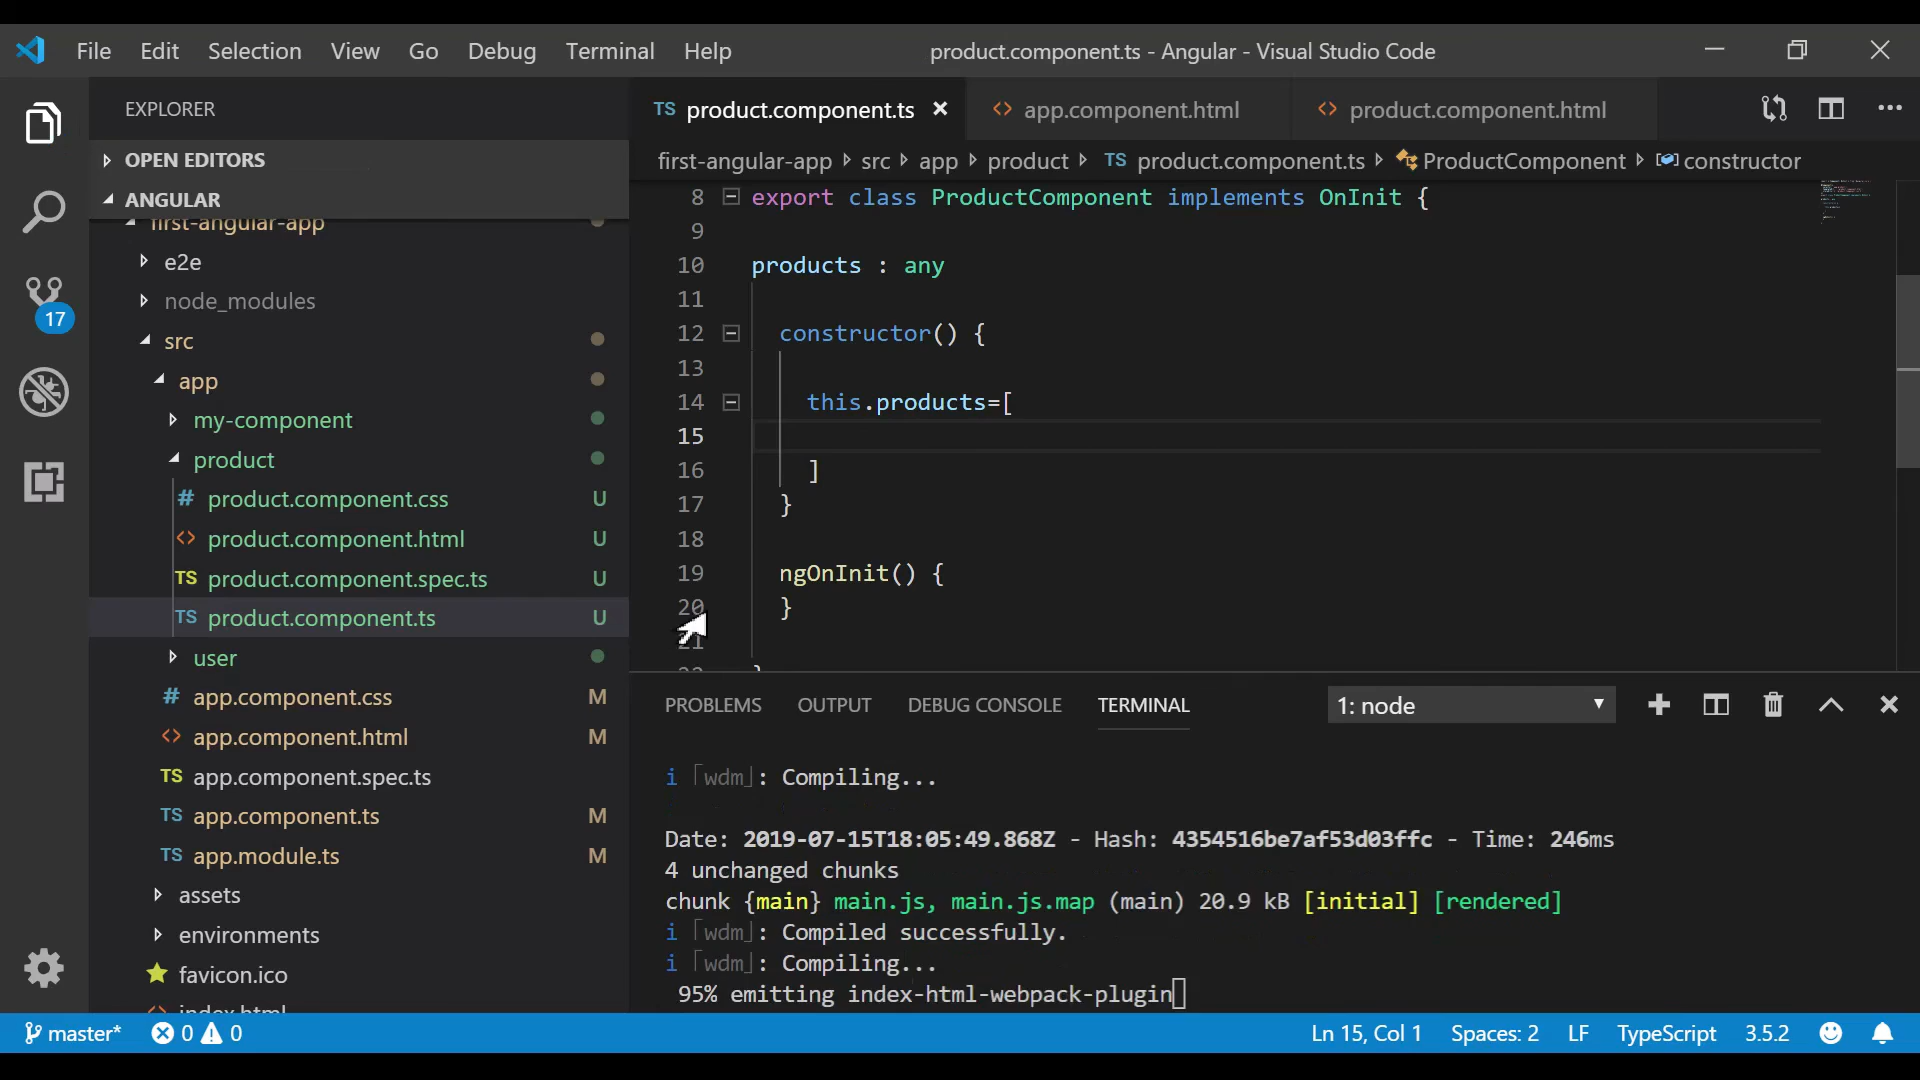 File Edit Selection View Go Debug Terminal Help
product.component.ts - Angular - Visual Studio Code
EXPLORER
OPEN EDITORS
ANGULAR
first-angular-app
e2e
node_modules
src
app
my-component
product
# product.component.css U
<> product.component.html U
TS product.component.spec.ts U
TS product.component.ts U
user
# app.component.css M
<> app.component.html M
TS app.component.spec.ts
TS app.component.ts M
TS app.module.ts M
assets
environments
favicon.ico
index.html
17
TS product.component.ts × <> app.component.html <> product.component.html
first-angular-app > src > app > product > TS product.component.ts > ProductComponent > constructor
8 export class ProductComponent implements OnInit {
9
10 products : any
11
12 constructor() {
13
14 this.products=[
15
16 ]
17 }
18
19 ngOnInit() {
20 }
21
22 }
PROBLEMS OUTPUT DEBUG CONSOLE TERMINAL 1: node
i ｢wdm｣: Compiling...
Date: 2019-07-15T18:05:49.868Z - Hash: 4354516be7af53d03ffc - Time: 246ms
4 unchanged chunks
chunk {main} main.js, main.js.map (main) 20.9 kB [initial] [rendered]
i ｢wdm｣: Compiled successfully.
i ｢wdm｣: Compiling...
95% emitting index-html-webpack-plugin
master* 0 0 Ln 15, Col 1 Spaces: 2 LF TypeScript 3.5.2